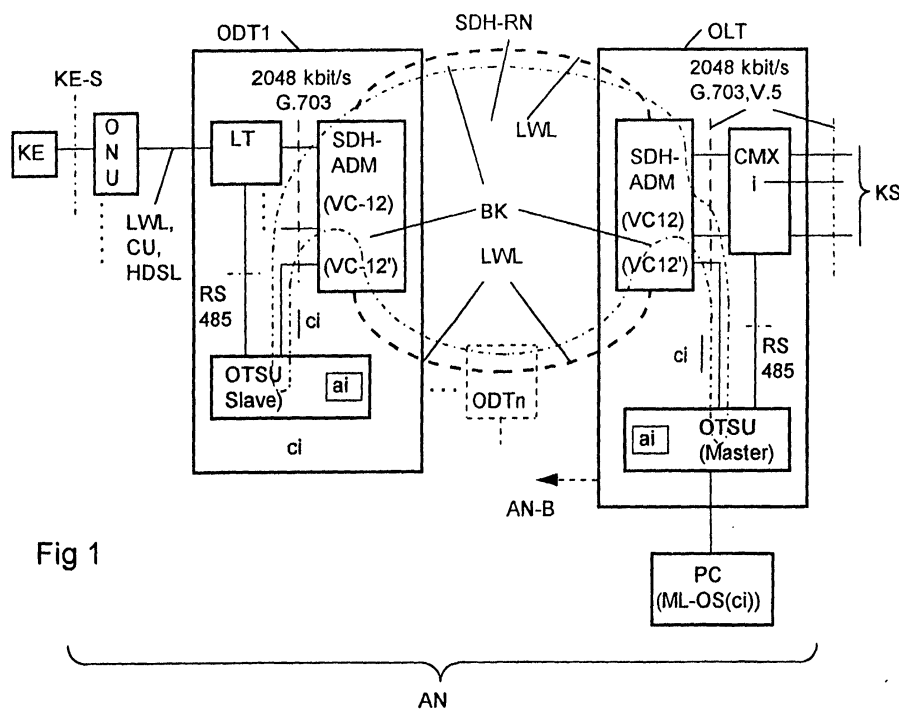 SDH-RN
ODT1
OLT
KE-S
2048 kbit/s
G.703
2048 kbit/s
G.703,V.5
KE
O
N
U
LT
SDH-
ADM
(VC-12)
(VC-12')
LWL
BK
LWL
SDH-
ADM
(VC12)
(VC12')
CMX
i
KS
LWL,
CU,
HDSL
RS
485
ci
ci
RS
485
OTSU
Slave)
ai
ci
ODTn
ai
OTSU
(Master)
AN-B
Fig 1
PC
(ML-OS(ci))
AN